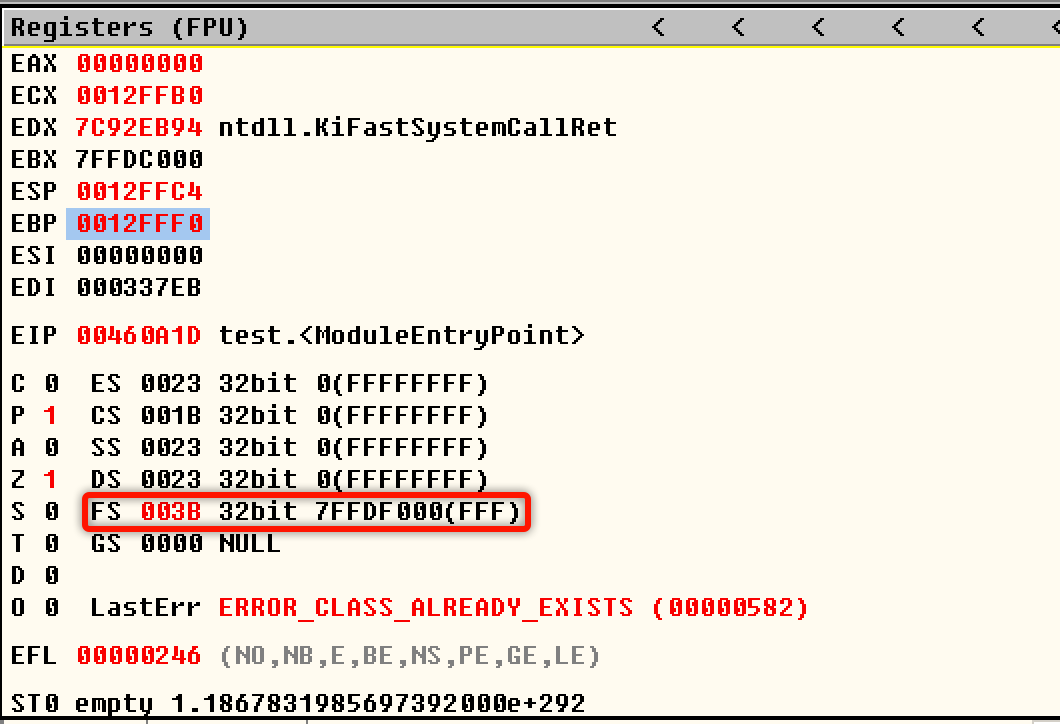 Registers (FPU) < < < < < <
EAX 00000000
ECX 0012FFB0
EDX 7C92EB94 ntdll.KiFastSystemCallRet
EBX 7FFDC000
ESP 0012FFC4
EBP 0012FFF0
ESI 00000000
EDI 000337EB
EIP 00460A1D test.<ModuleEntryPoint>
C 0 ES 0023 32bit 0(FFFFFFFF)
P 1 CS 001B 32bit 0(FFFFFFFF)
A 0 SS 0023 32bit 0(FFFFFFFF)
Z 1 DS 0023 32bit 0(FFFFFFFF)
S 0 FS 003B 32bit 7FFDF000(FFF)
T 0 GS 0000 NULL
D 0
O 0 LastErr ERROR_CLASS_ALREADY_EXISTS (00000582)
EFL 00000246 (NO,NB,E,BE,NS,PE,GE,LE)
ST0 empty 1.1867831985697392000e+292